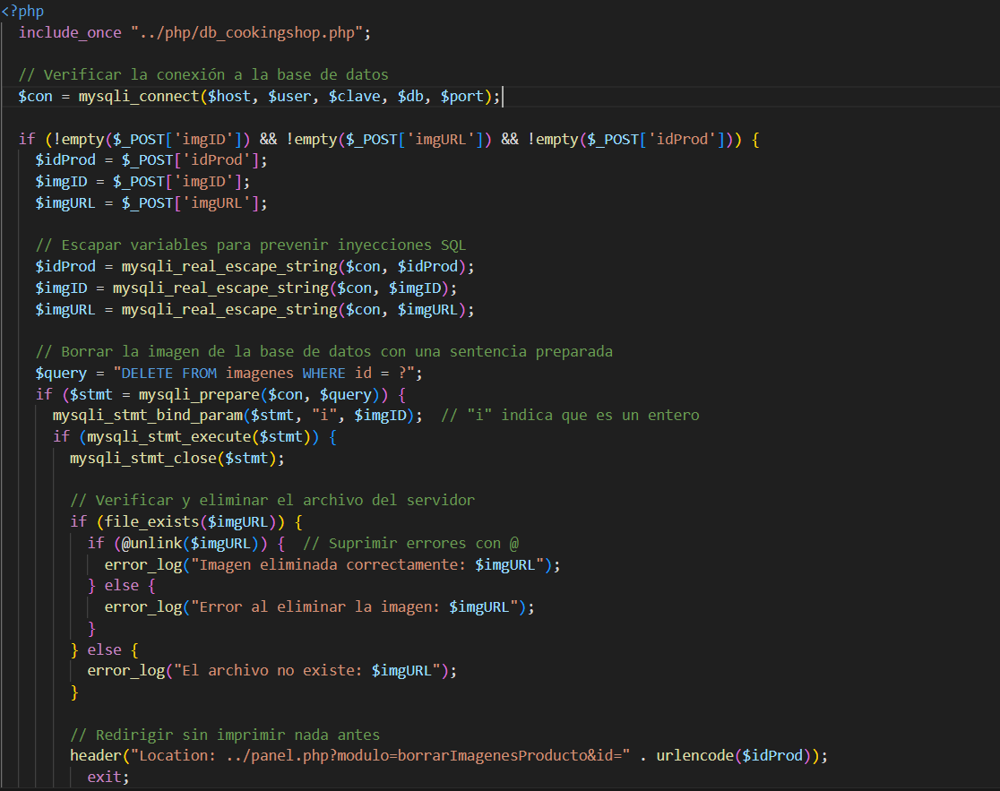 <?php
include_once "../php/db_cookingshop.php";
// Verificar la conexión a la base de datos
$con = mysqli_connect($host, $user, $clave, $db, $port);
if (!empty($_POST['imgID']) && !empty($_POST['imgURL']) && !empty($_POST['idProd'])) {
$idProd = $_POST['idProd'];
$imgID = $_POST['imgID'];
$imgURL = $_POST['imgURL'];
// Escapar variables para prevenir inyecciones SQL
$idProd = mysqli_real_escape_string($con, $idProd);
$imgID = mysqli_real_escape_string($con, $imgID);
$imgURL = mysqli_real_escape_string($con, $imgURL);
// Borrar la imagen de la base de datos con una sentencia preparada
$query = "DELETE FROM imagenes WHERE id = ?";
if ($stmt = mysqli_prepare($con, $query)) {
mysqli_stmt_bind_param($stmt, "i", $imgID);  // "i" indica que es un entero
if (mysqli_stmt_execute($stmt)) {
mysqli_stmt_close($stmt);
// Verificar y eliminar el archivo del servidor
if (file_exists($imgURL)) {
if (@unlink($imgURL)) {  // Suprimir errores con @
error_log("Imagen eliminada correctamente: $imgURL");
} else {
error_log("Error al eliminar la imagen: $imgURL");
}
} else {
error_log("El archivo no existe: $imgURL");
}
// Redirigir sin imprimir nada antes
header("Location: ../panel.php?modulo=borrarImagenesProducto&id=" . urlencode($idProd));
exit;